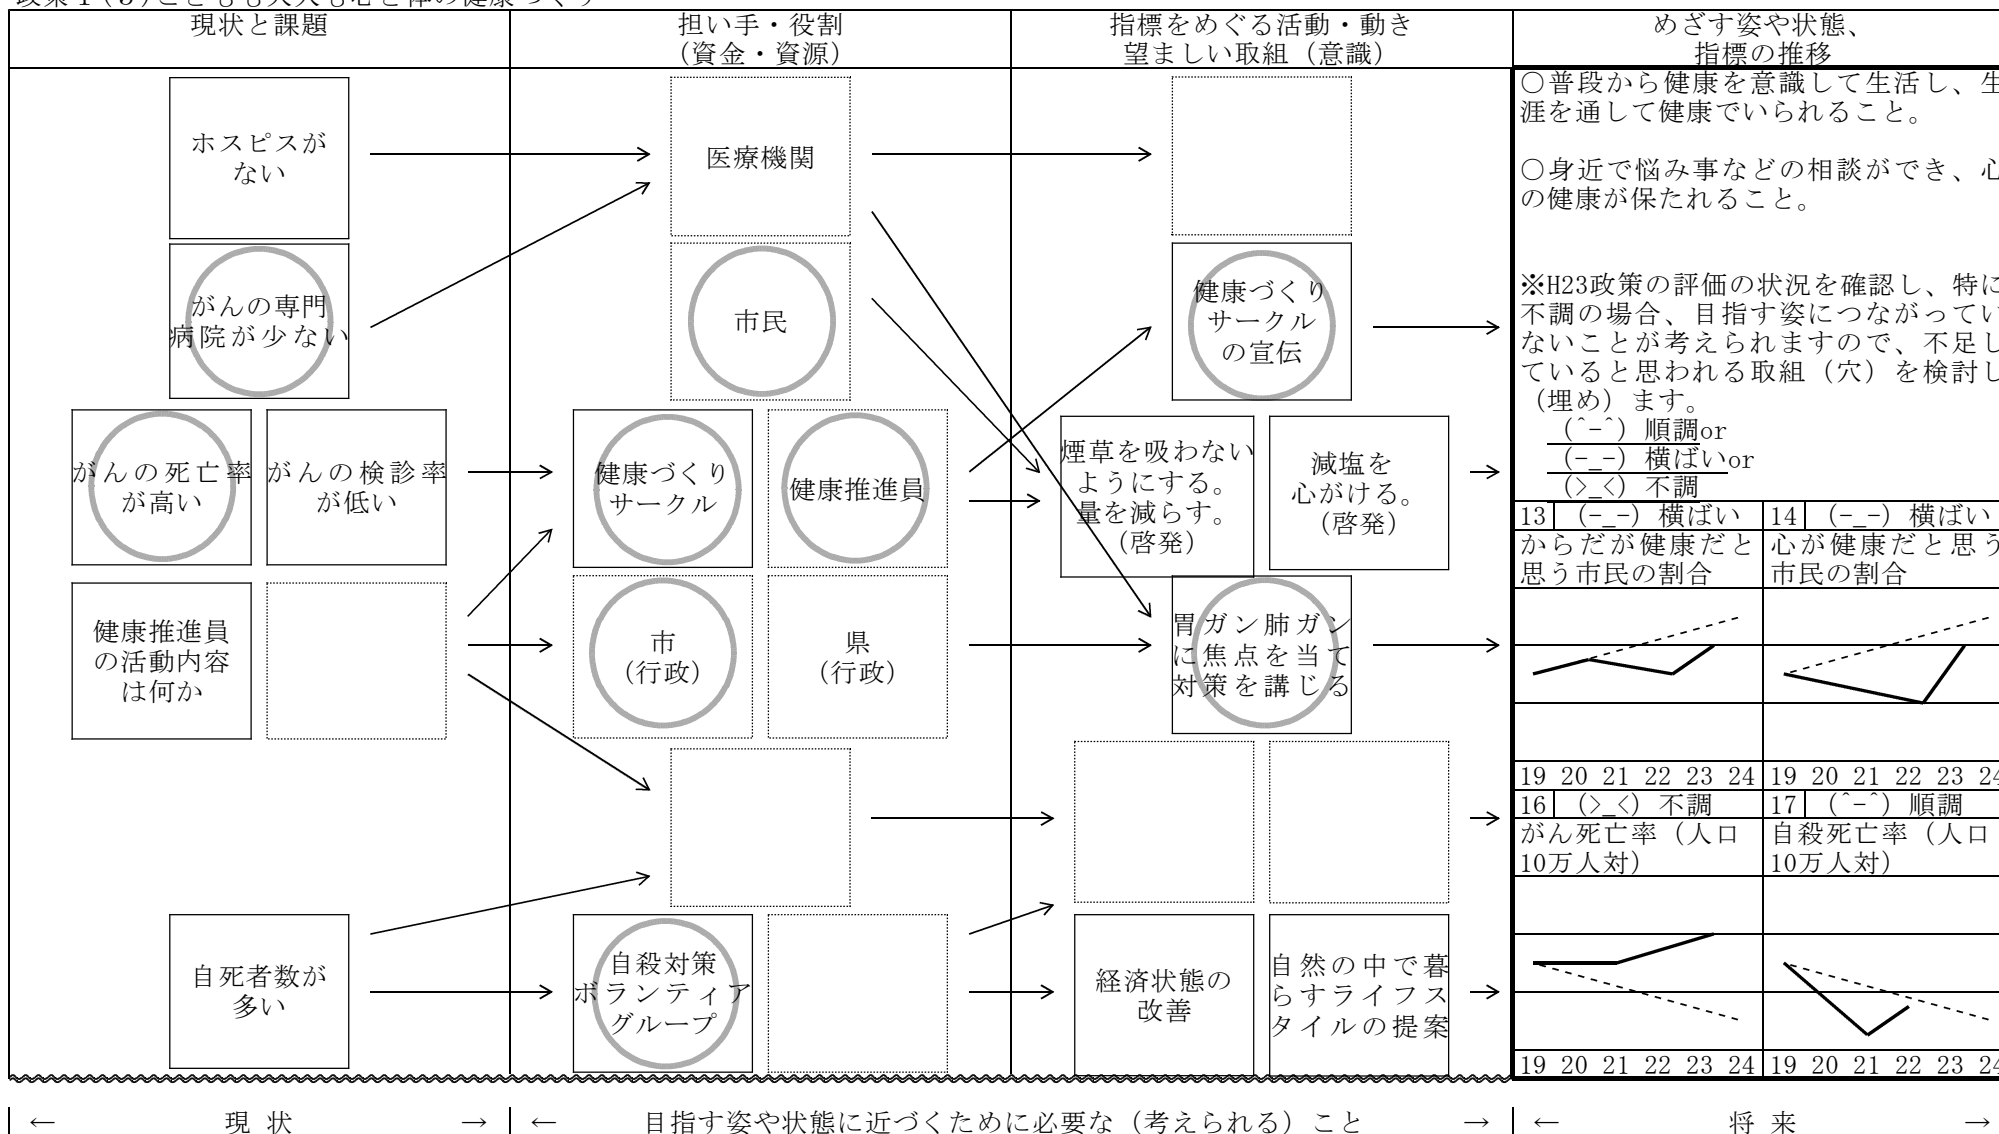 現状と課題
担い手・役割
(資金・資源)
指標をめぐる活動・動き
望ましい取組（意識）
めざす姿や状態、
指標の推移
ホスピスが
ない
がんの専門
病院が少ない
がんの死亡率
が高い
がんの検診率
が低い
健康推進員
の活動内容
は何か
自死者数が
多い
医療機関
市民
健康づくり
サークル
健康推進員
市
(行政)
県
(行政)
自殺対策
ボランティア
グループ
健康づくり
サークル
の宣伝
煙草を吸わない
ようにする。
量を減らす。
(啓発)
減塩を
心がける。
(啓発)
胃ガン肺ガン
に焦点を当て
対策を講じる
経済状態の
改善
自然の中で暮
らすライフス
タイルの提案
○普段から健康を意識して生活し、生
涯を通して健康でいられること。
○身近で悩み事などの相談ができ、心
の健康が保たれること。
※H23政策の評価の状況を確認し、特に
不調の場合、目指す姿につながってい
ないことが考えられますので、不足し
ていると思われる取組（穴）を検討し
（埋め）ます。
(^-^) 順調or
(-_-) 横ばいor
(>_<) 不調
13 (-_-) 横ばい
からだが健康だと
思う市民の割合
19 20 21 22 23 24
14 (-_-) 横ばい
心が健康だと思う
市民の割合
19 20 21 22 23 24
16 (>_<) 不調
がん死亡率（人口
10万人対）
19 20 21 22 23 24
17 (^-^) 順調
自殺死亡率（人口
10万人対）
19 20 21 22 23 24
← 現 状 →
← 目指す姿や状態に近づくために必要な（考えられる）こと →
← 将 来 →